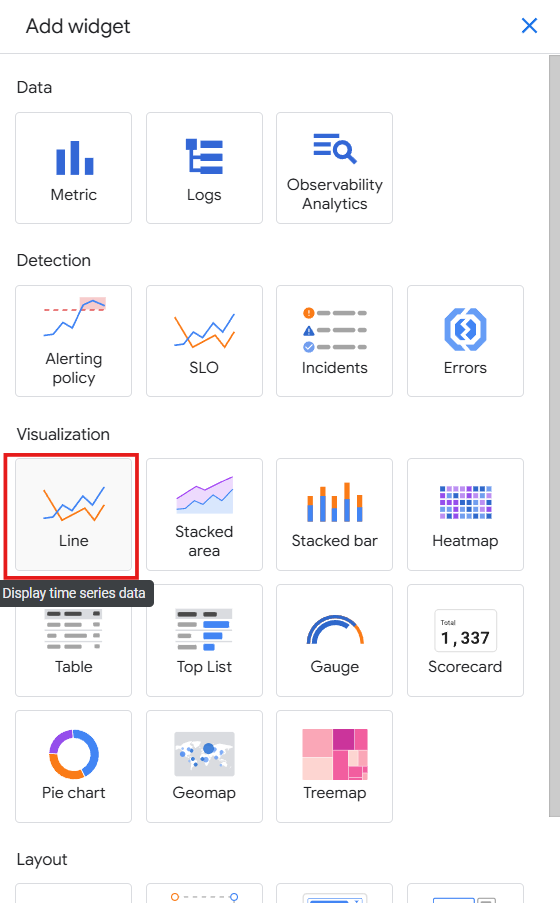 Add widget
Data
Metric
Logs
Observability
Analytics
Detection
Alerting
policy
SLO
Incidents
Errors
Visualization
Line
Stacked
area
Stacked bar
Heatmap
Display time series data
Table
Top List
Gauge
Total
1,337
Scorecard
Pie chart
Geomap
Treemap
Layout